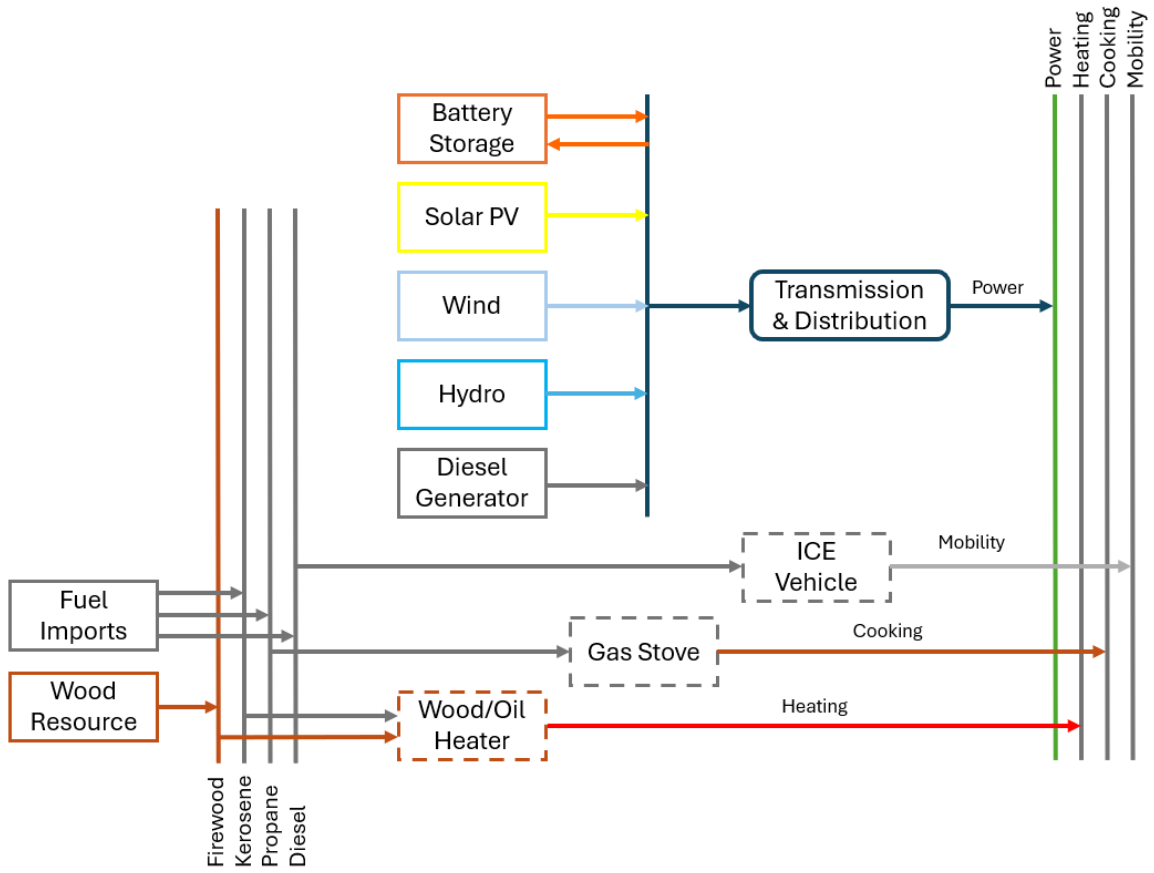 Power
Heating
Cooking
Mobility
Battery
Storage
Solar PV
Wind
Transmission
& Distribution
Power
Hydro
Diesel
Generator
ICE
Vehicle
Mobility
Fuel
Imports
Gas Stove
Cooking
Wood
Resource
Wood/Oil
Heater
Heating
Firewood
Kerosene
Propane
Diesel